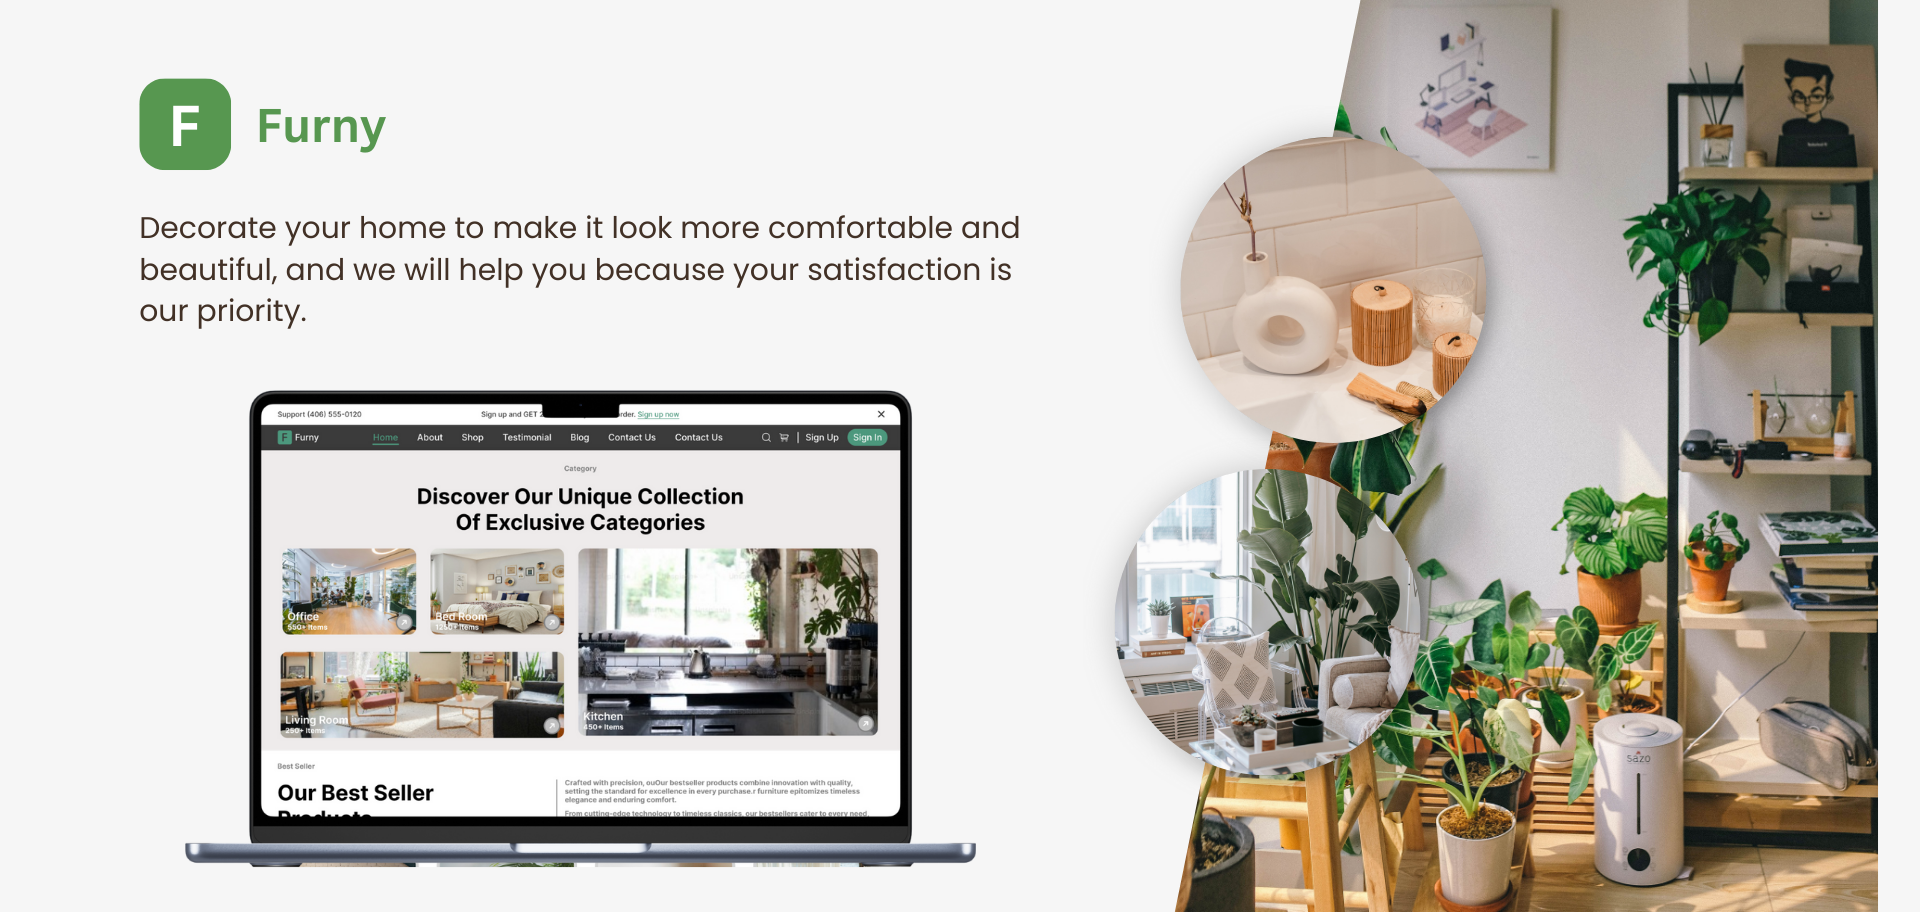 F Furny
Decorate your home to make it look more comfortable and
beautiful, and we will help you because your satisfaction is
our priority.
Support (406) 555-0120
Sign up and GET
order. Sign up now
F Furny
Home About Shop Testimonial Blog Contact Us Contact Us Sign Up Sign In
Category
Discover Our Unique Collection
Of Exclusive Categories
Office
550+ Items
Bed Room
Items
Living Room
250+ Items
Kitchen
450+ Items
Best Seller
Our Best Seller
Products
Crafted with precision, ouOur bestseller products combine innovation with quality,
setting the standard for excellence in every purchase.r furniture epitomizes timeless
elegance and enduring comfort.
From cutting-edge technology to timeless classics, our bestsellers cater to every need,
sazo